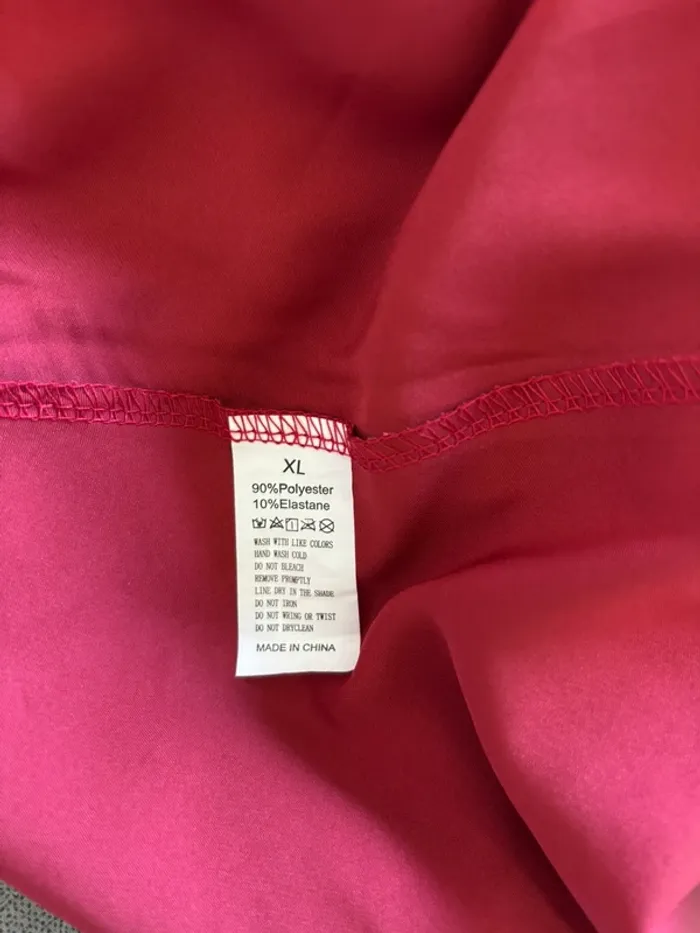 XL
90%Polyester
10%Elastane
WASH WITH LIKE COLORS
HAND WASH COLD
DO NOT BLEACH
REMOVE PROMPTLY
LINE DRY IN THE SHADE
DO NOT IRON
DO NOT WRING OR TWIST
DO NOT DRYCLEAN
MADE IN CHINA